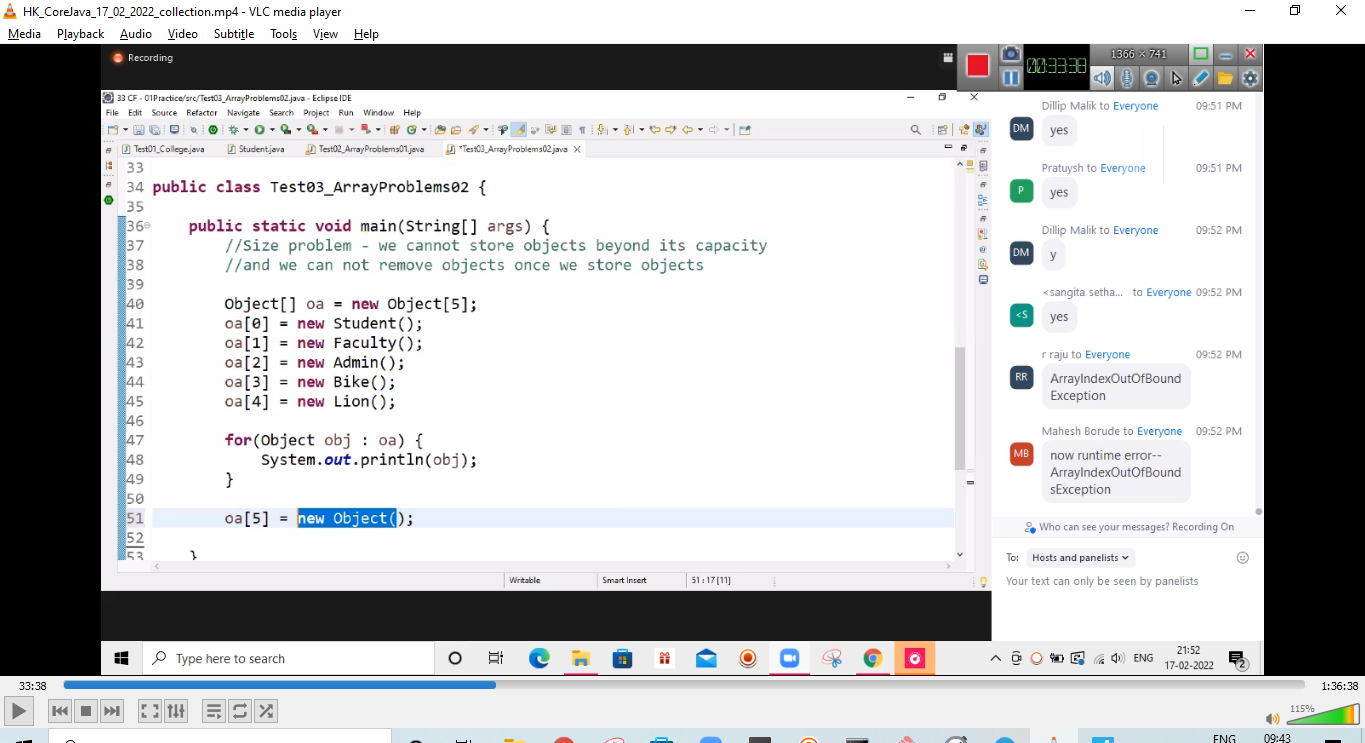 HK_CoreJava_17_02_2022_collection.mp4 - VLC media player
Media Playback Audio Video Subtitle Tools View Help
Recording
1366 × 741
00:33:38
33 CF - 01Practice/src/Test03_ArrayProblems02.java - Eclipse IDE
File Edit Source Refactor Navigate Search Project Run Window Help
Test01_College.java Student.java Test02_ArrayProblems01.java *Test03_ArrayProblems02.java
33
34 public class Test03_ArrayProblems02 {
35
36 public static void main(String[] args) {
37 //Size problem - we cannot store objects beyond its capacity
38 //and we can not remove objects once we store objects
39
40 Object[] oa = new Object[5];
41 oa[0] = new Student();
42 oa[1] = new Faculty();
43 oa[2] = new Admin();
44 oa[3] = new Bike();
45 oa[4] = new Lion();
46
47 for(Object obj : oa) {
48 System.out.println(obj);
49 }
50
51 oa[5] = new Object();
52
53 }
Writable Smart Insert 51 : 17 [11]
Dillip Malik to Everyone 09:51 PM
DM yes
Pratuysh to Everyone 09:51 PM
P yes
Dillip Malik to Everyone 09:52 PM
DM y
<sangita setha... to Everyone 09:52 PM
<S yes
r raju to Everyone 09:52 PM
RR ArrayIndexOutOfBound
Exception
Mahesh Borude to Everyone 09:52 PM
MB now runtime error--
ArrayIndexOutOfBound
sException
Who can see your messages? Recording On
To: Hosts and panelists
Your text can only be seen by panelists
Type here to search
ENG
21:52
17-02-2022
2
33:38
1:36:38
115%
ENG
09:43